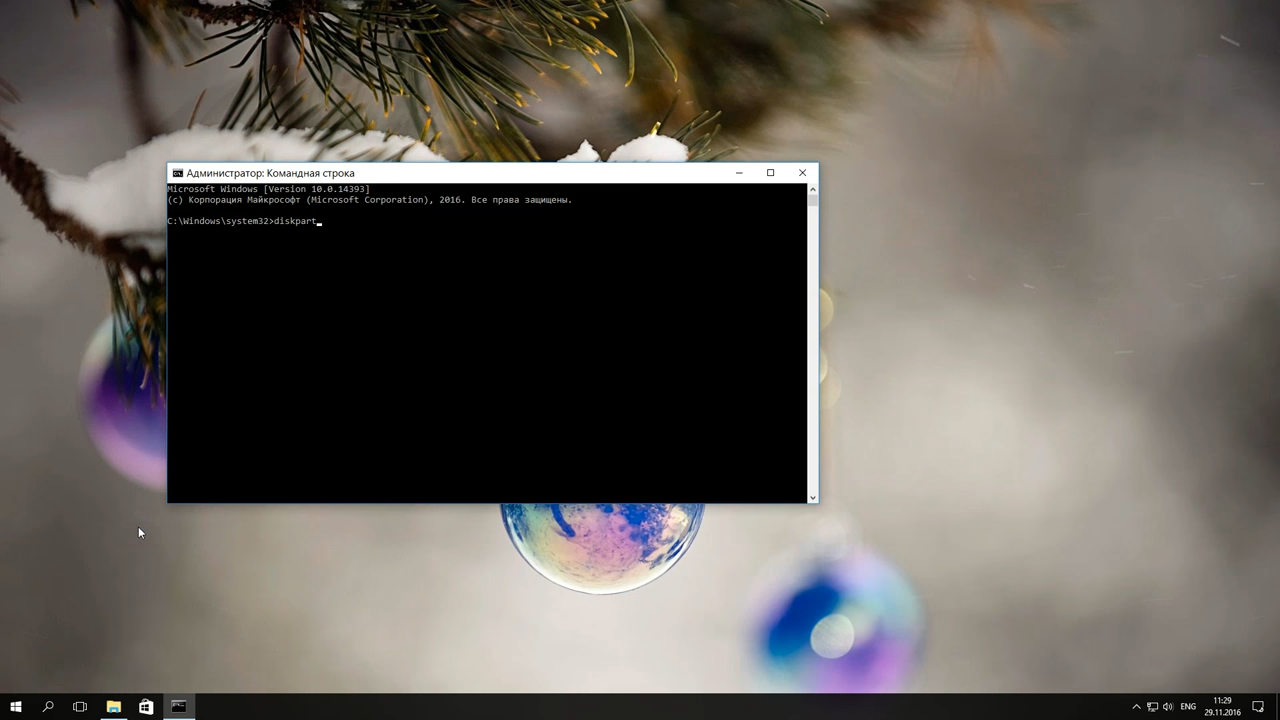 Администратор: Командная строка
Microsoft Windows [Version 10.0.14393]
(c) Корпорация Майкрософт (Microsoft Corporation), 2016. Все права защищены.
C:\Windows\system32>diskpart
ENG
11:29
29.11.2016